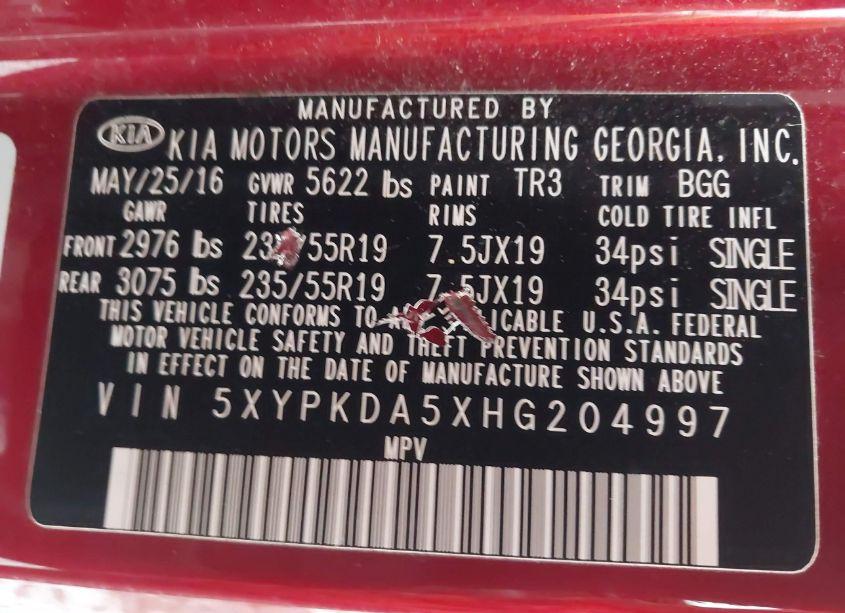 MANUFACTURED BY
KIA KIA MOTORS MANUFACTURING GEORGIA, INC.
MAY/25/16 GVWR 5622 lbs PAINT TR3 TRIM BGG
GAWR TIRES RIMS COLD TIRE INFL
FRONT 2976 lbs /55R19 7.5JX19 34psi SINGLE
REAR 3075 lbs 235/55R19 7.5JX19 34psi SINGLE
THIS VEHICLE CONFORMS TO U.S.A. FEDERAL
MOTOR VEHICLE SAFETY AND THEFT PREVENTION STANDARDS
IN EFFECT ON THE DATE OF MANUFACTURE SHOWN ABOVE
VIN 5XYPKDA5XHG204997
MPV